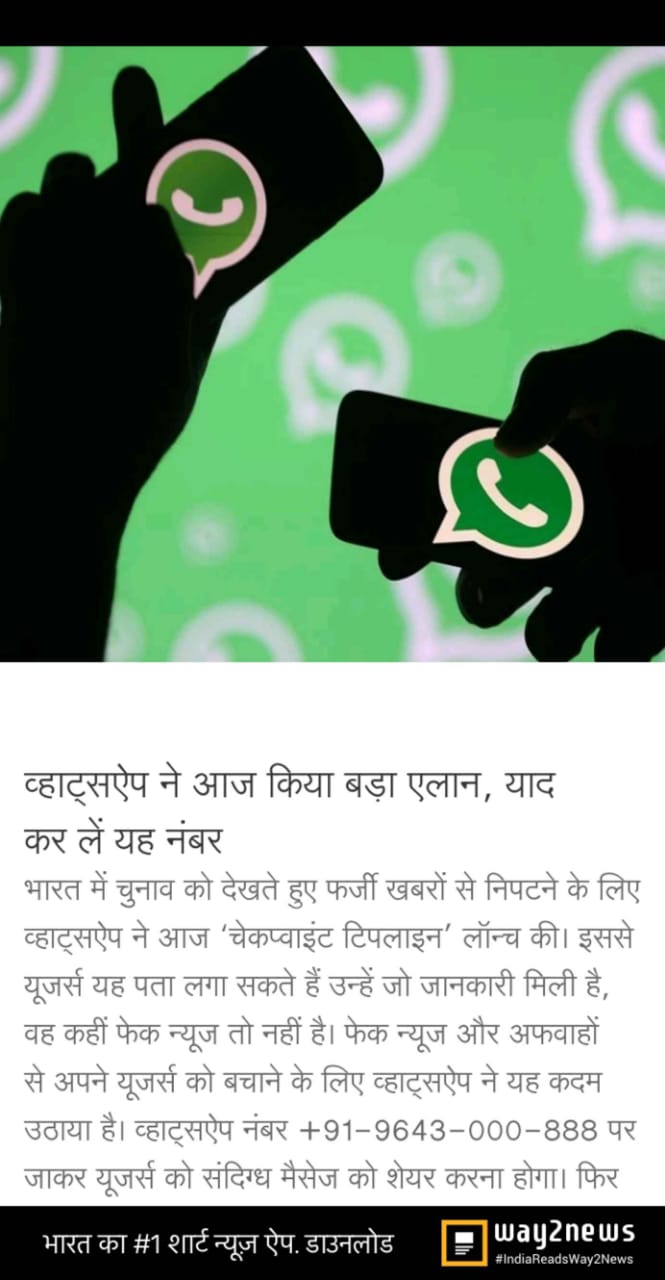 व्हाट्सऐप ने आज किया बड़ा एलान, याद
कर लें यह नंबर
भारत में चुनाव को देखते हुए फर्जी खबरों से निपटने के लिए
व्हाट्सऐप ने आज ‘चेकप्वाइंट टिपलाइन’ लॉन्च की। इससे
यूजर्स यह पता लगा सकते हैं उन्हें जो जानकारी मिली है,
वह कहीं फेक न्यूज तो नहीं है। फेक न्यूज और अफवाहों
से अपने यूजर्स को बचाने के लिए व्हाट्सऐप ने यह कदम
उठाया है। व्हाट्सऐप नंबर +91-9643-000-888 पर
जाकर यूजर्स को संदिग्ध मैसेज को शेयर करना होगा। फिर
भारत का #1 शार्ट न्यूज़ ऐप. डाउनलोड
way2news
#IndiaReadsWay2News